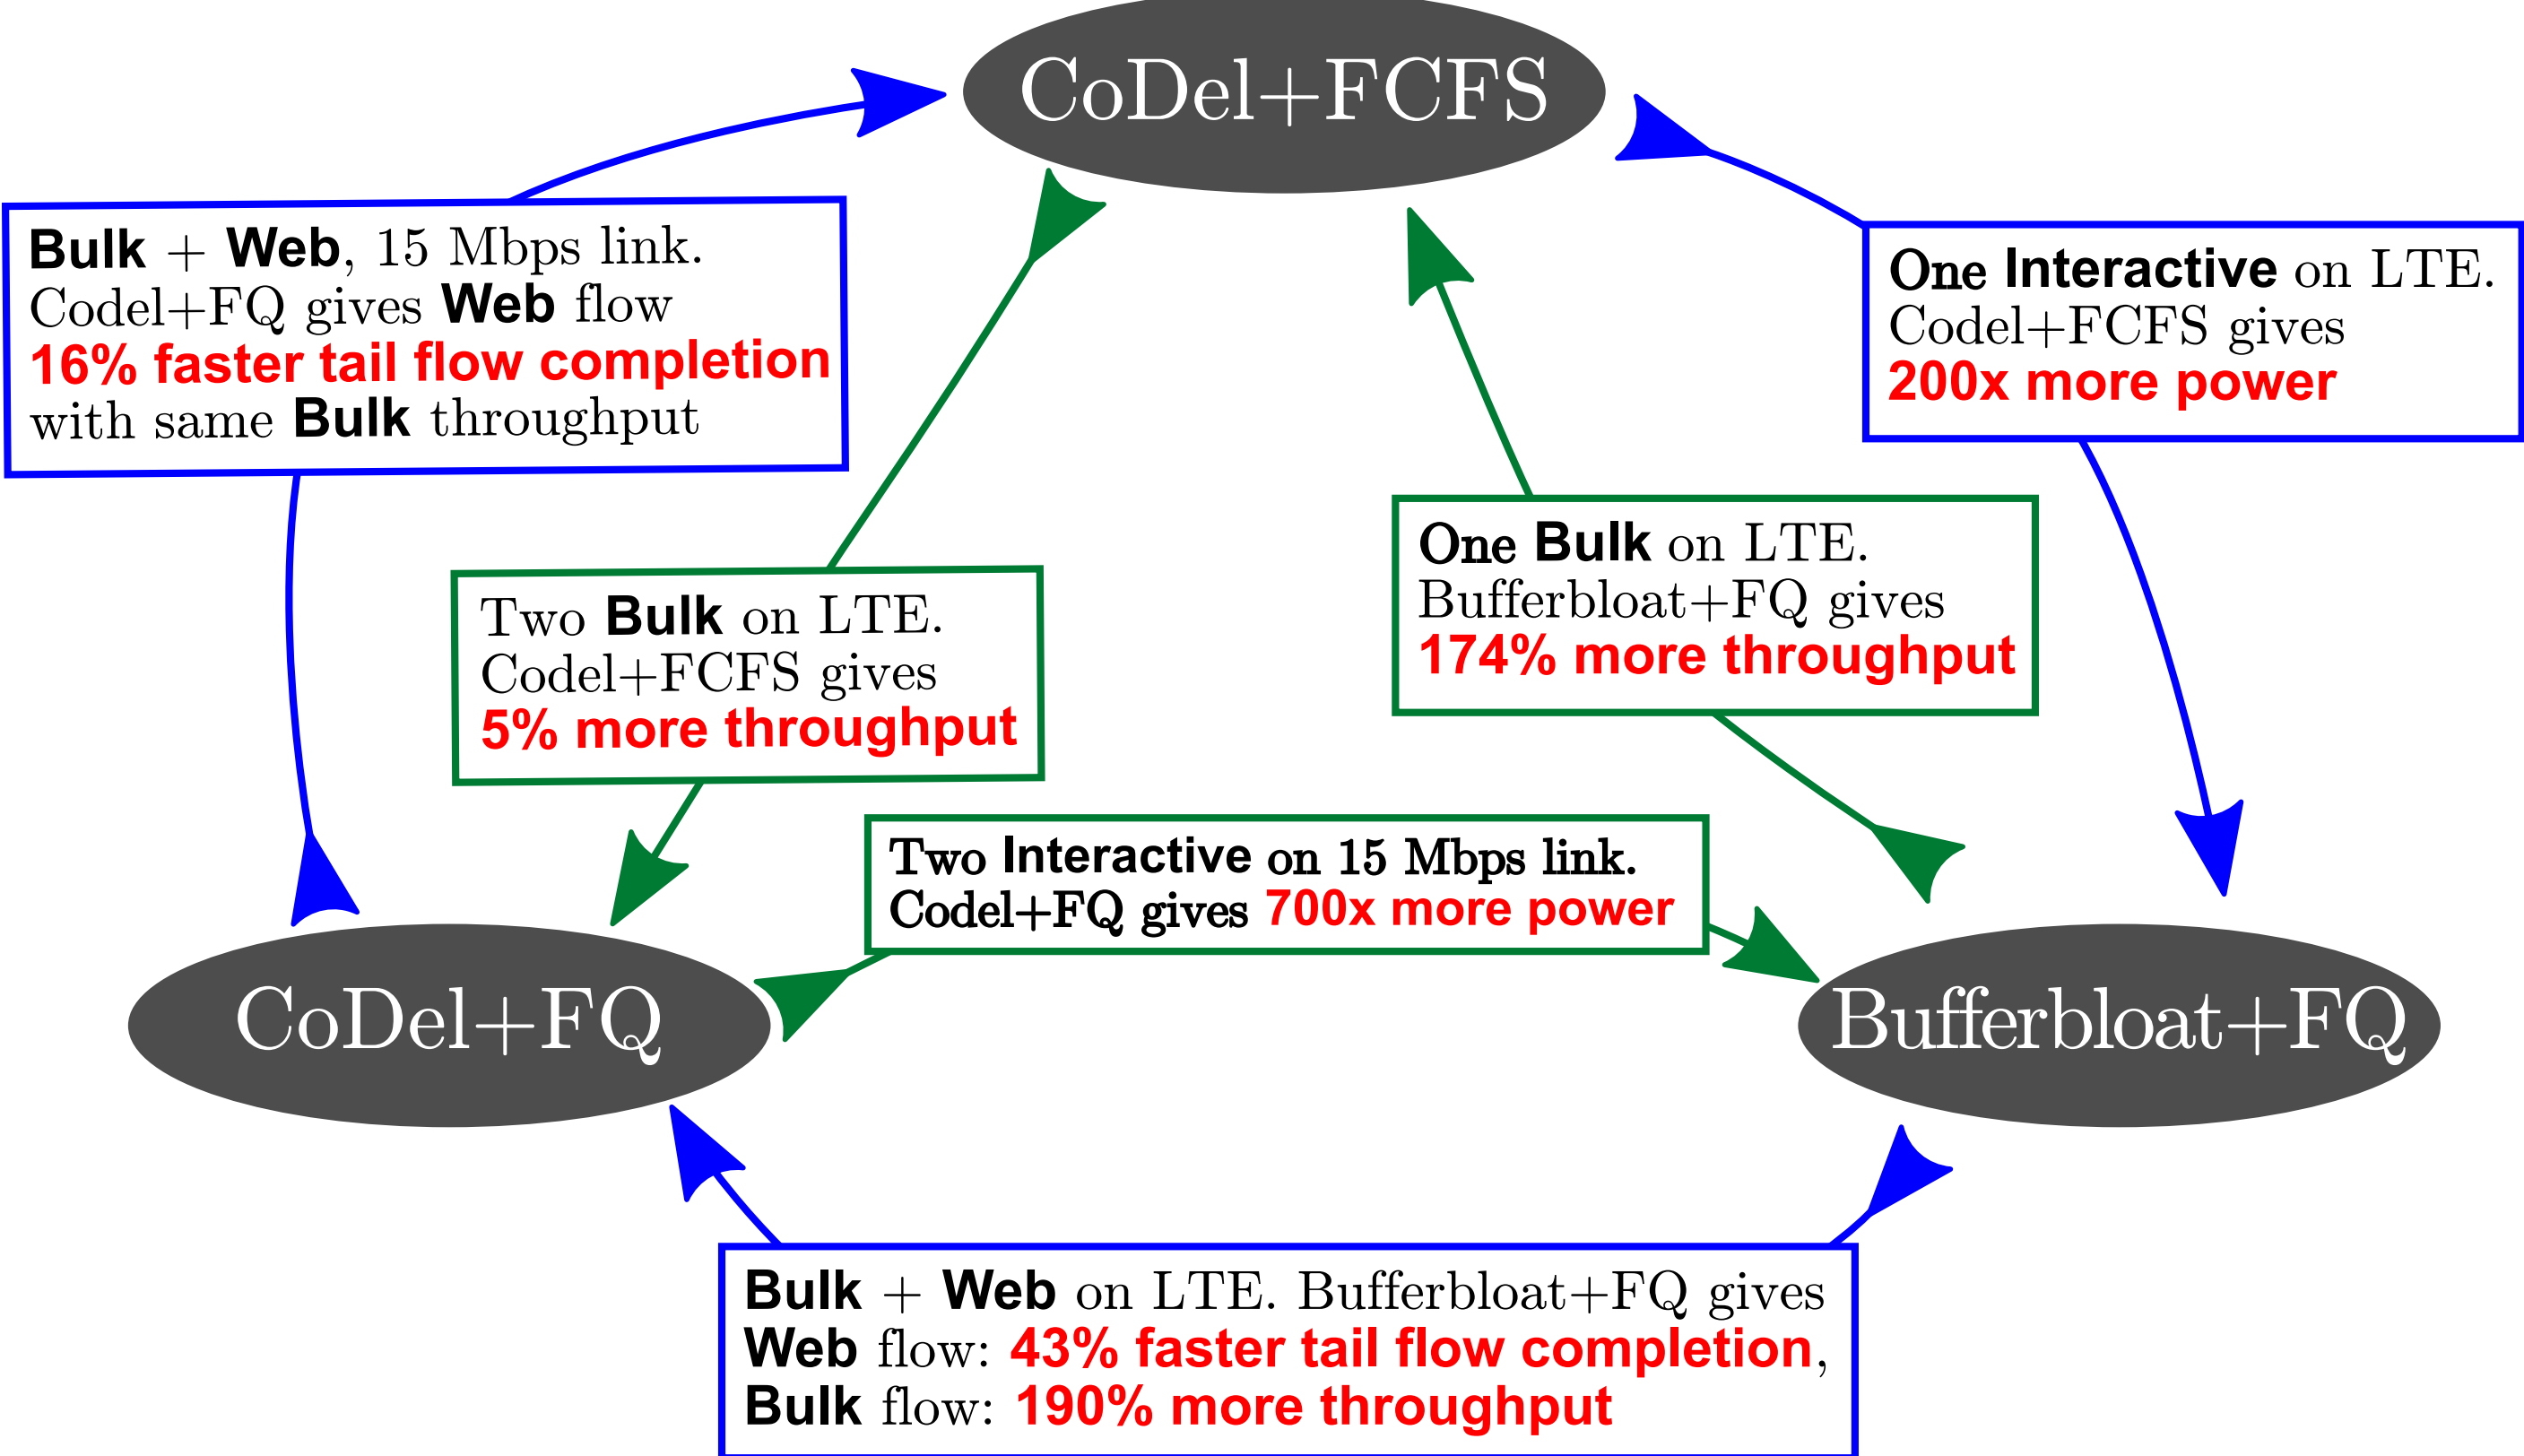 CoDel+FCFS
Bulk + Web, 15 Mbps link.
Codel+FQ gives Web flow
16% faster tail flow completion
with same Bulk throughput
One Interactive on LTE.
Codel+FCFS gives
200x more power
Two Bulk on LTE.
Codel+FCFS gives
5% more throughput
One Bulk on LTE.
Bufferbloat+FQ gives
174% more throughput
Two Interactive on 15 Mbps link.
Codel+FQ gives 700x more power
CoDel+FQ
Bufferbloat+FQ
Bulk + Web on LTE. Bufferbloat+FQ gives
Web flow: 43% faster tail flow completion,
Bulk flow: 190% more throughput